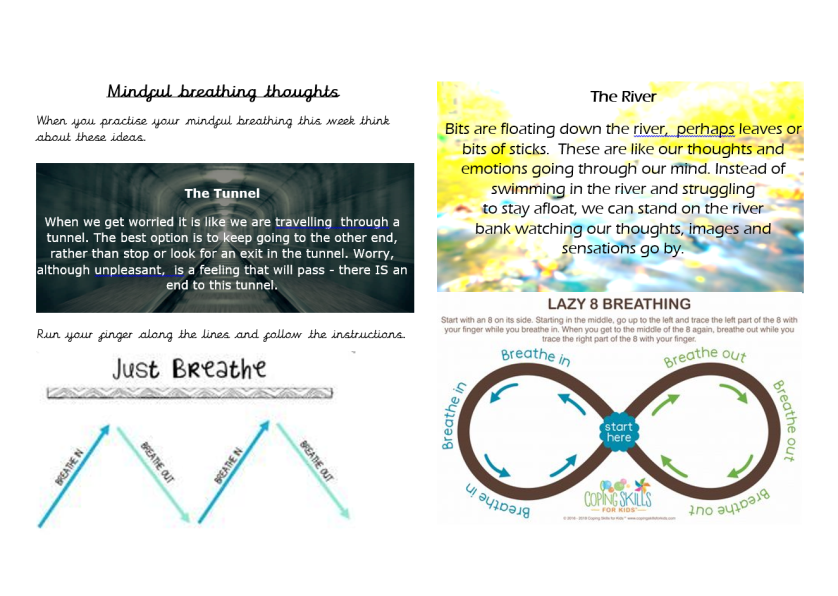 Mindful breathing thoughts
When you practise your mindful breathing this week think
about these ideas.
The Tunnel
When we get worried it is like we are travelling  through a
tunnel. The best option is to keep going to the other end,
rather than stop or look for an exit in the tunnel. Worry,
although unpleasant,  is a feeling that will pass - there IS an
end to this tunnel.
Run your finger along the lines and follow the instructions.
Just Breathe
BREATHE IN
BREATHE OUT
BREATHE IN
BREATHE OUT
The River
Bits are floating down the river,  perhaps leaves or
bits of sticks.  These are like our thoughts and
emotions going through our mind. Instead of
swimming in the river and struggling
to stay afloat, we can stand on the river
bank watching our thoughts, images and
sensations go by.
LAZY 8 BREATHING
Start with an 8 on its side. Starting in the middle, go up to the left and trace the left part of the 8 with
your finger while you breathe in. When you get to the middle of the 8 again, breathe out while you
trace the right part of the 8 with your finger.
Breathe in
Breathe out
Breathe in
start
here
Breathe out
Breathe in
Breathe out
COPING SKILLS
FOR KIDS
© 2016 - 2018 Coping Skills for Kids™ www.copingskillsforkids.com